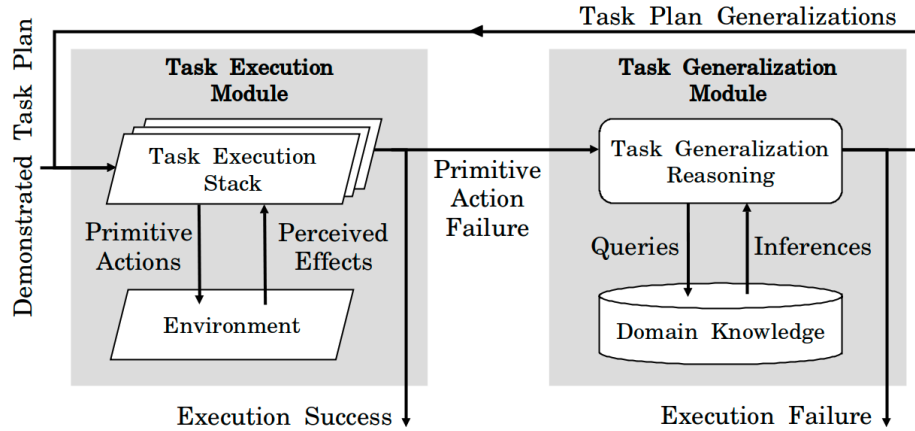 Task Plan Generalizations
Demonstrated Task Plan
Task Execution
Module
Task Execution
Stack
Primitive
Actions
Perceived
Effects
Environment
Execution Success
Primitive
Action
Failure
Task Generalization
Module
Task Generalization
Reasoning
Queries
Inferences
Domain Knowledge
Execution Failure